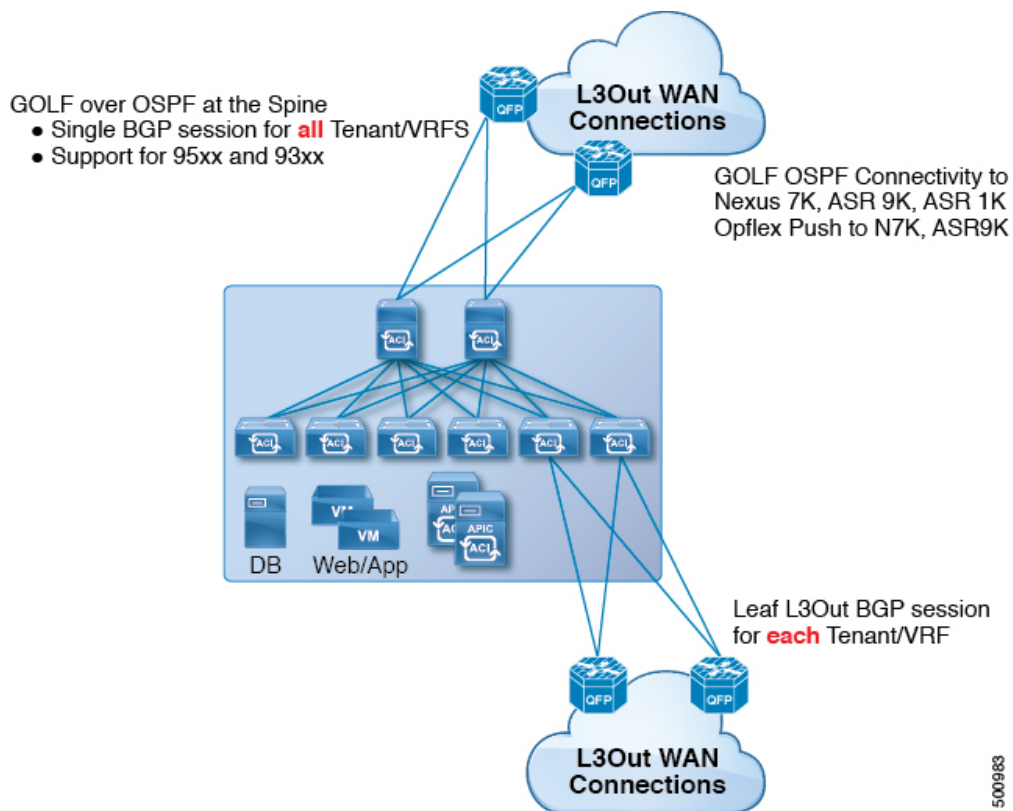 L3Out WAN
Connections
QFP
QFP
GOLF over OSPF at the Spine
● Single BGP session for all Tenant/VRFS
● Support for 95xx and 93xx
GOLF OSPF Connectivity to
Nexus 7K, ASR 9K, ASR 1K
Opflex Push to N7K, ASR9K
ACI
ACI
ACI
ACI
ACI
ACI
ACI
ACI
DB
VM
VM
Web/App
AP
AC
APIC
ACI
Leaf L3Out BGP session
for each Tenant/VRF
QFP
QFP
L3Out WAN
Connections
500983